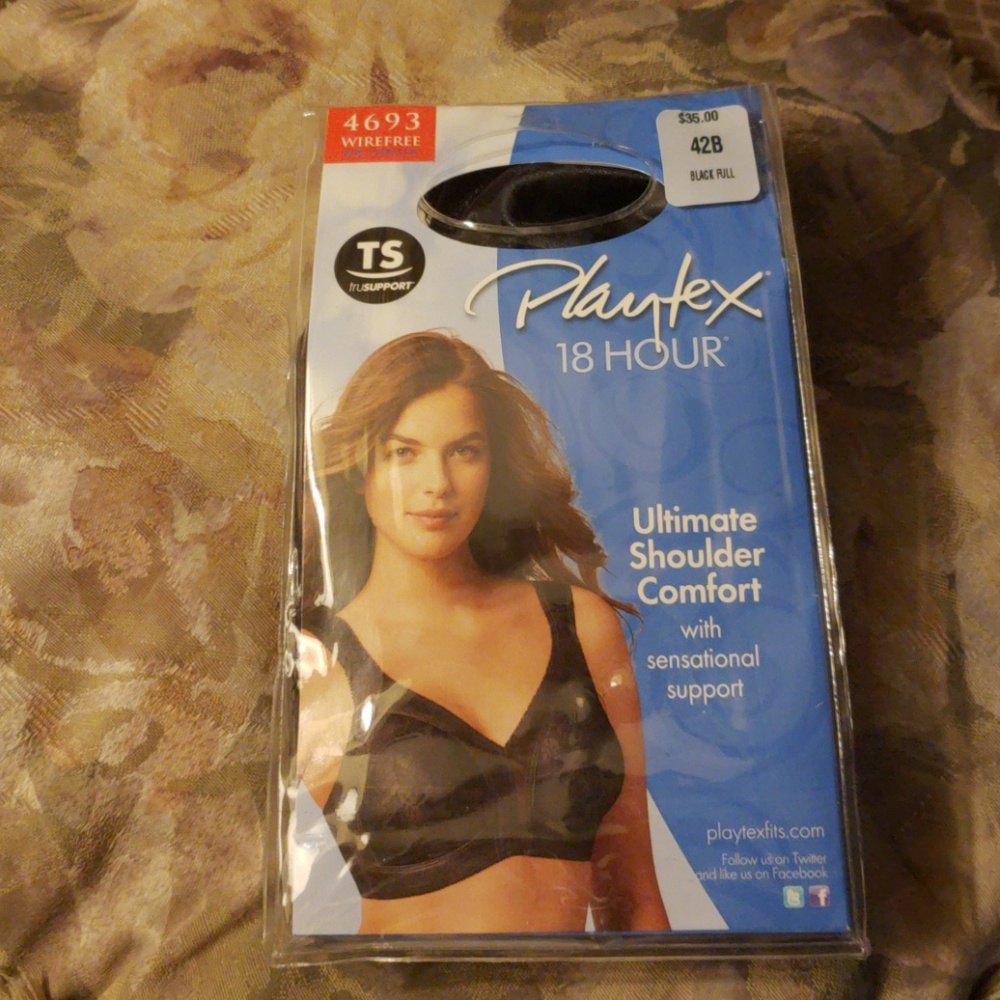 4693
WIREFREE
$35.00
42B
BLACK FULL
TS
truSUPPORT
Playtex
18 HOUR
Ultimate
Shoulder
Comfort
with
sensational
support
playtexfits.com
Follow us on Twitter
and like us on Facebook